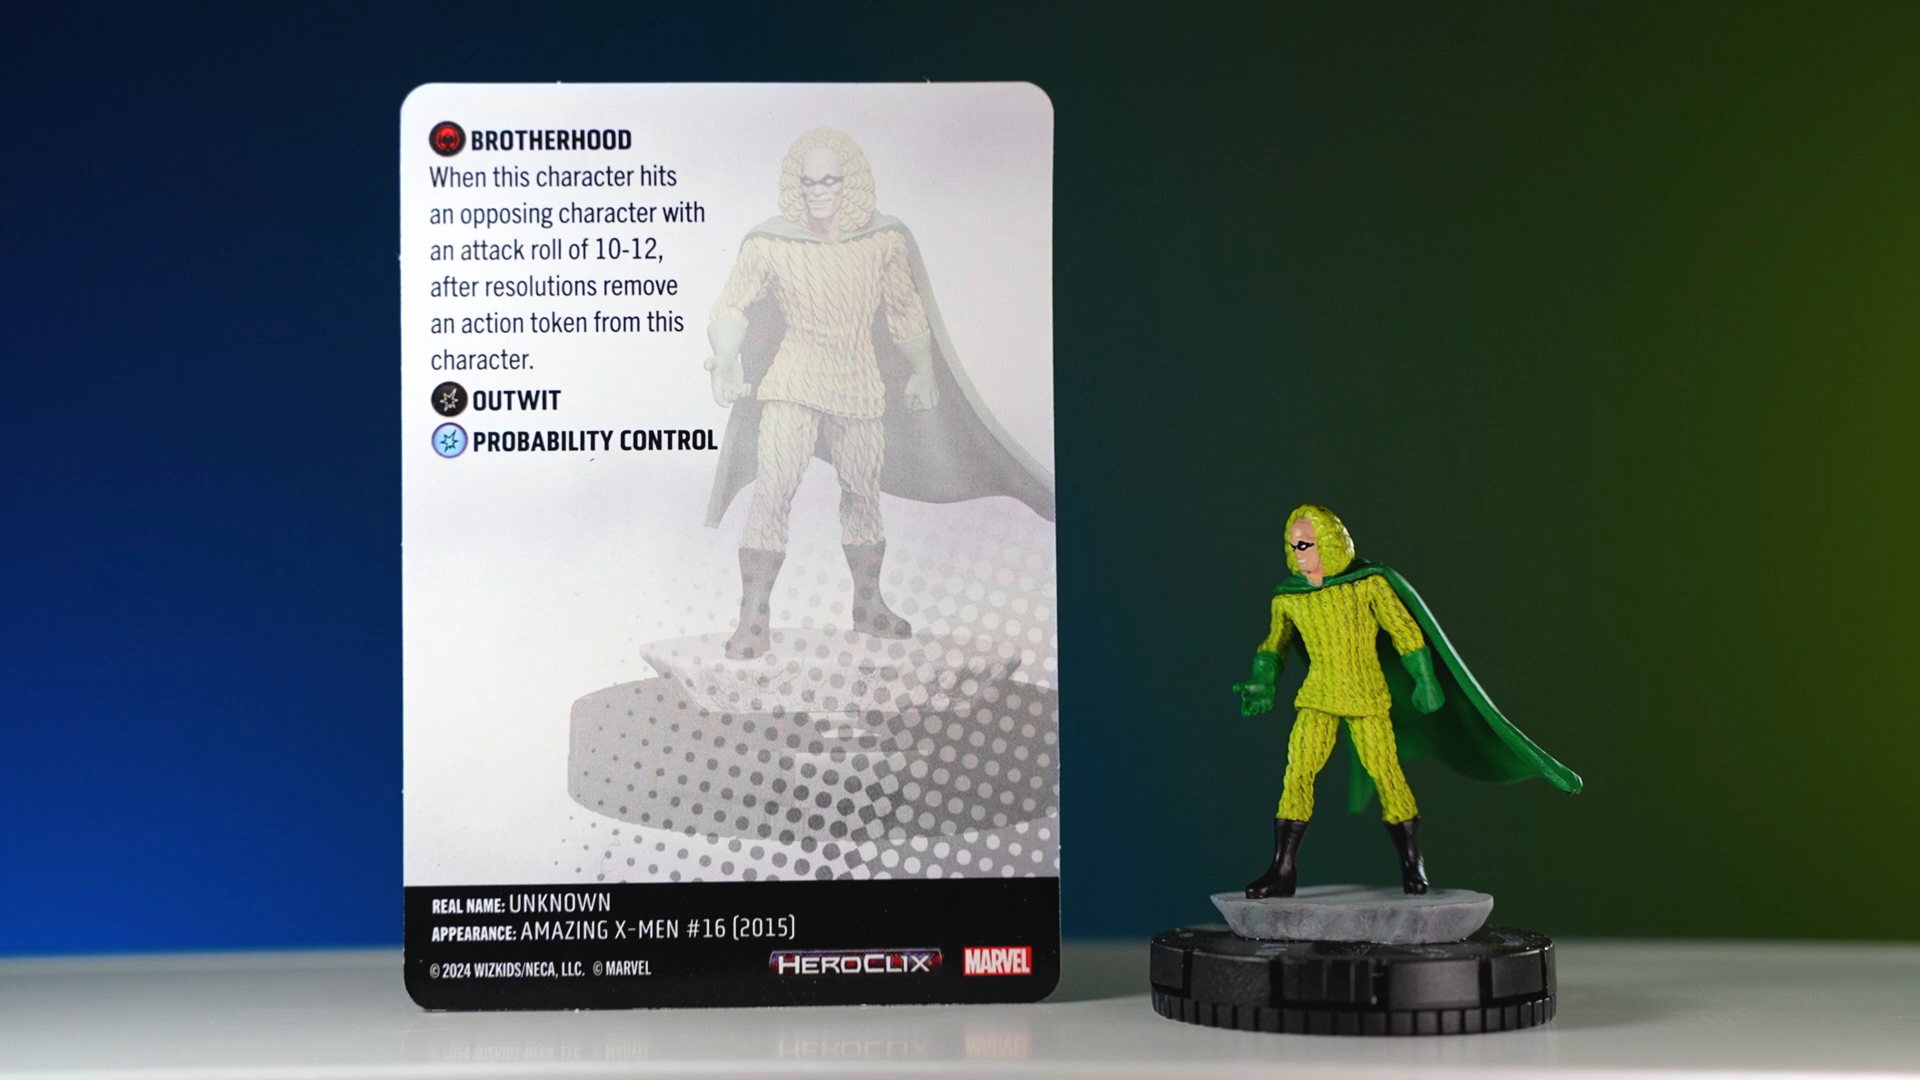 BROTHERHOOD
When this character hits
an opposing character with
an attack roll of 10-12,
after resolutions remove
an action token from this
character.
OUTWIT
PROBABILITY CONTROL
REAL NAME: UNKNOWN
APPEARANCE: AMAZING X-MEN #16 (2015)
© 2024 WIZKIDS/NECA, LLC. © MARVEL
HEROCLIX
MARVEL